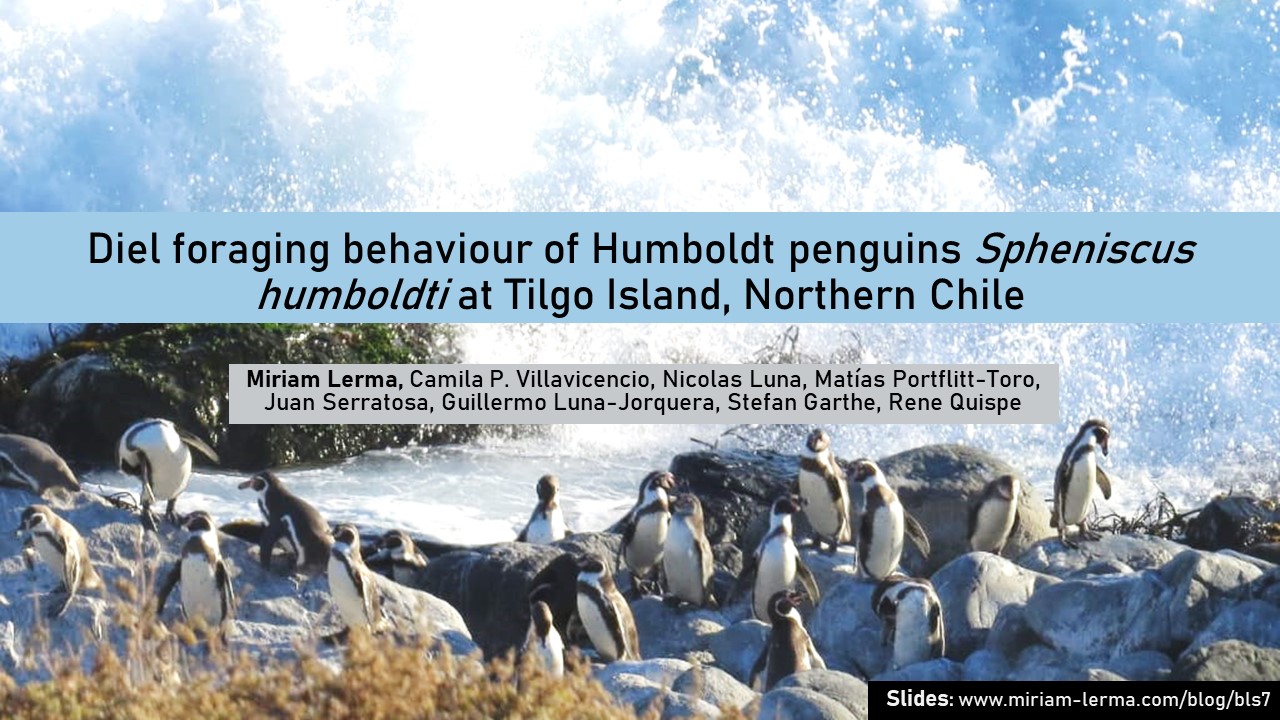 Diel foraging behaviour of Humboldt penguins Spheniscus
humboldti at Tilgo Island, Northern Chile
Miriam Lerma, Camila P. Villavicencio, Nicolas Luna, Matías Portflitt-Toro,
Juan Serratosa, Guillermo Luna-Jorquera, Stefan Garthe, Rene Quispe
Slides: www.miriam-lerma.com/blog/bls7